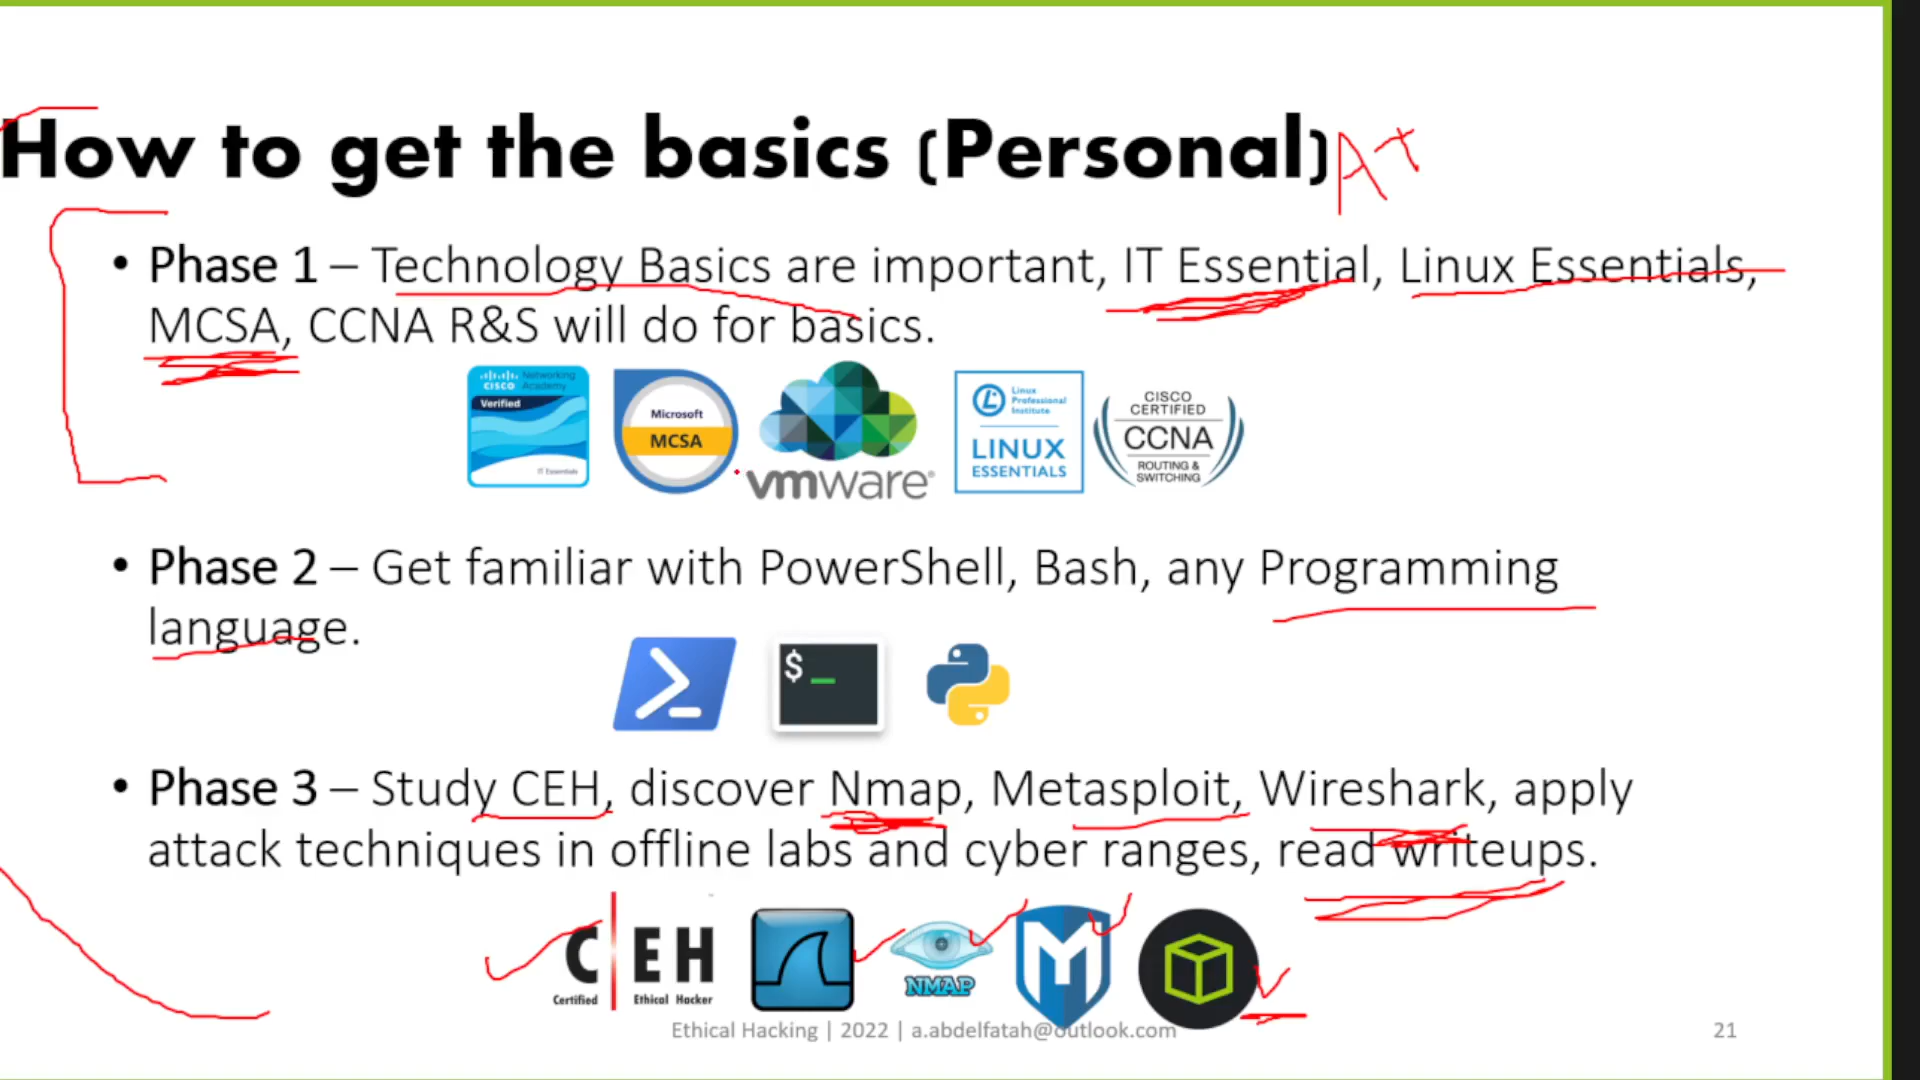 How to get the basics (Personal) A+
• Phase 1 – Technology Basics are important, IT Essential, Linux Essentials,
MCSA, CCNA R&S will do for basics.
cisco Networking Academy
Verified
IT Essentials
Microsoft
MCSA
vmware®
Linux
Professional
Institute
LINUX
ESSENTIALS
CISCO
CERTIFIED
CCNA
ROUTING &
SWITCHING
• Phase 2 – Get familiar with PowerShell, Bash, any Programming
language.
$ _
• Phase 3 – Study CEH, discover Nmap, Metasploit, Wireshark, apply
attack techniques in offline labs and cyber ranges, read writeups.
C EH
Certified Ethical Hacker
NMAP
M
Ethical Hacking | 2022 | a.abdelfatah@outlook.com
21